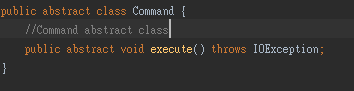 public abstract class Command {
//Command abstract class
public abstract void execute() throws IOException;
}